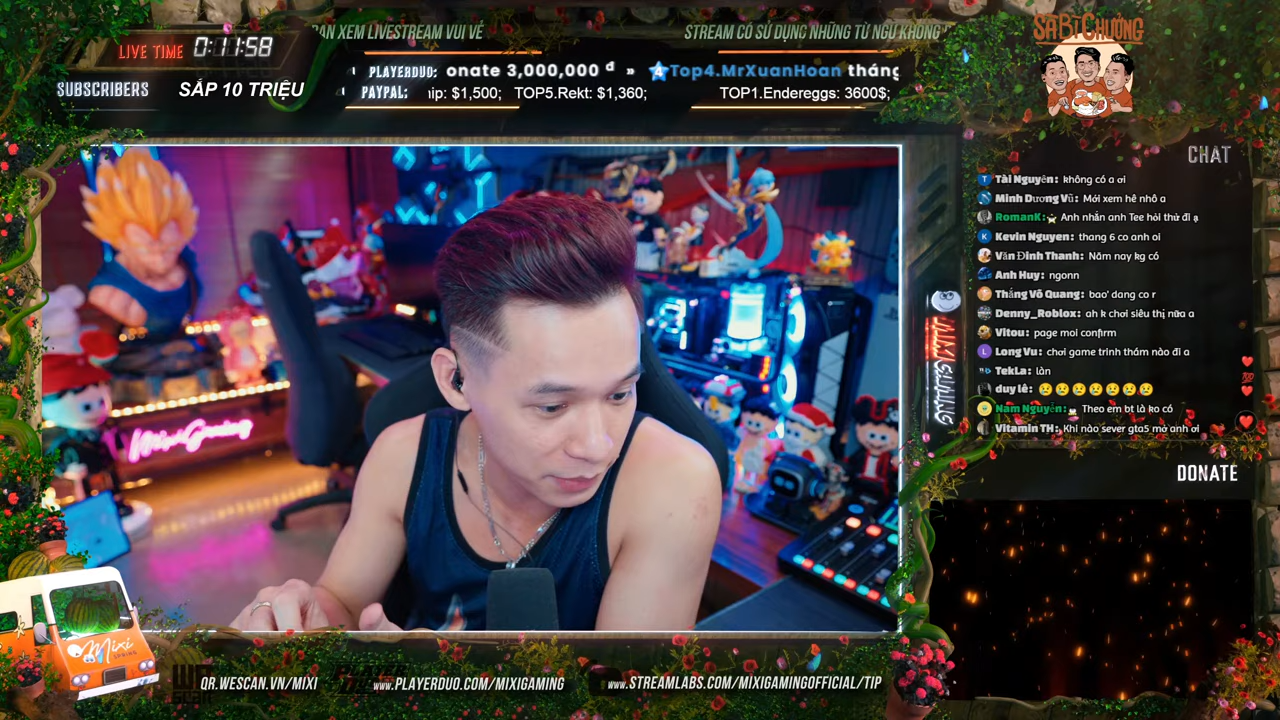 BẠN XEM LIVESTREAM VUI VẺ
STREAM CÓ SỬ DỤNG NHỮNG TỪ NGỮ KHÔNG
SÁBÌCHƯỞNG
LIVE TIME 0:11:58
PLAYERDUO: onate 3,000,000 đ » 4 Top4.MrXuanHoan tháng
SUBSCRIBERS SẮP 10 TRIỆU
PAYPAL: ip: $1,500; TOP5.Rekt: $1,360; TOP1.Endereggs: 3600$;
CHAT
T Tài Nguyên: không có a ơi
Minh Dương Vũ: Mới xem hê nhô a
RomanK: Anh nhắn anh Tee hỏi thử đi ạ
K Kevin Nguyen: thang 6 co anh oi
Văn Đình Thanh: Năm nay kg có
Anh Huy: ngonn
Thắng Võ Quang: bao' dang co r
Denny_Roblox: ah k chơi siêu thị nữa a
Vitou: page moi confirm
L Long Vu: chơi game trinh thám nào đi a
TekLa: làn
duy lê: 😢😢😢😢😢😢😢
Nam Nguyễn: Theo em bt là ko có
Vitamin TH: Khi nào sever gta5 mở anh ơi
MIXIGAMING
MixiGaming
DONATE
Mixi
SPRING
QR.WESCAN.VN/MIXI
WWW.PLAYERDUO.COM/MIXIGAMING
WWW.STREAMLABS.COM/MIXIGAMINGOFFICIAL/TIP